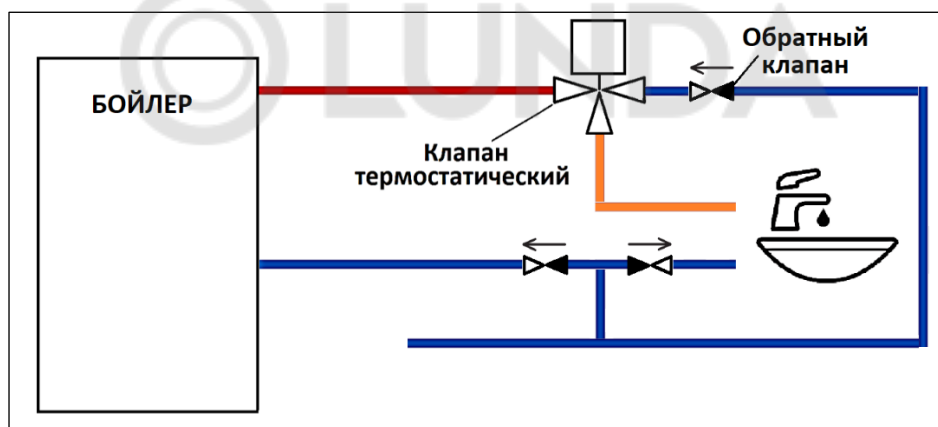 LUNDA
Обратный
клапан
БОЙЛЕР
Клапан
термостатический